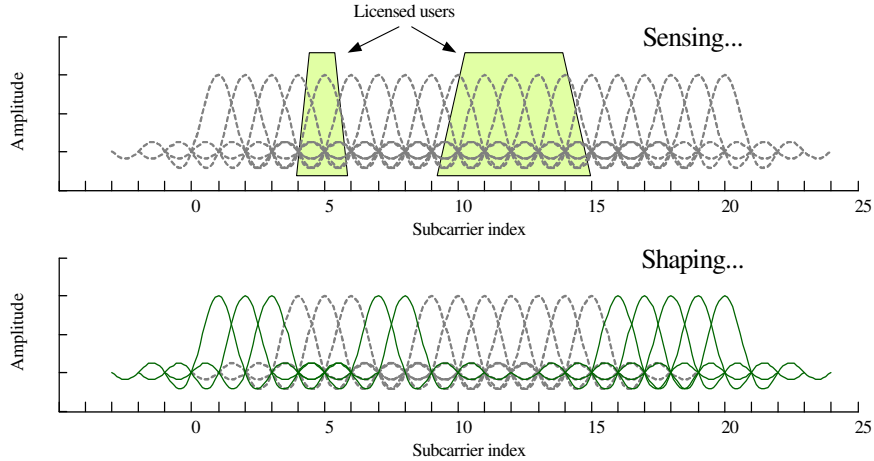 Licensed users
Sensing...
Amplitude
0 5 10 15 20 25
Subcarrier index
Shaping...
Amplitude
0 5 10 15 20 25
Subcarrier index